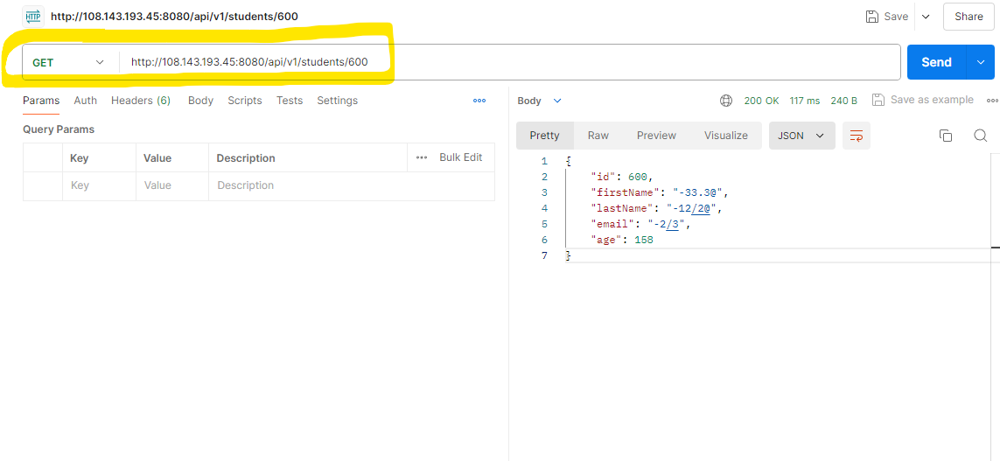 HTTP http://108.143.193.45:8080/api/v1/students/600 Save Share
GET http://108.143.193.45:8080/api/v1/students/600 Send
Params Auth Headers (6) Body Scripts Tests Settings
Query Params
Key Value Description Bulk Edit
Key Value Description
Body 200 OK 117 ms 240 B Save as example
Pretty Raw Preview Visualize JSON
1 {
2 "id": 600,
3 "firstName": "-33.3@",
4 "lastName": "-12/2@",
5 "email": "-2/3",
6 "age": 158
7 }